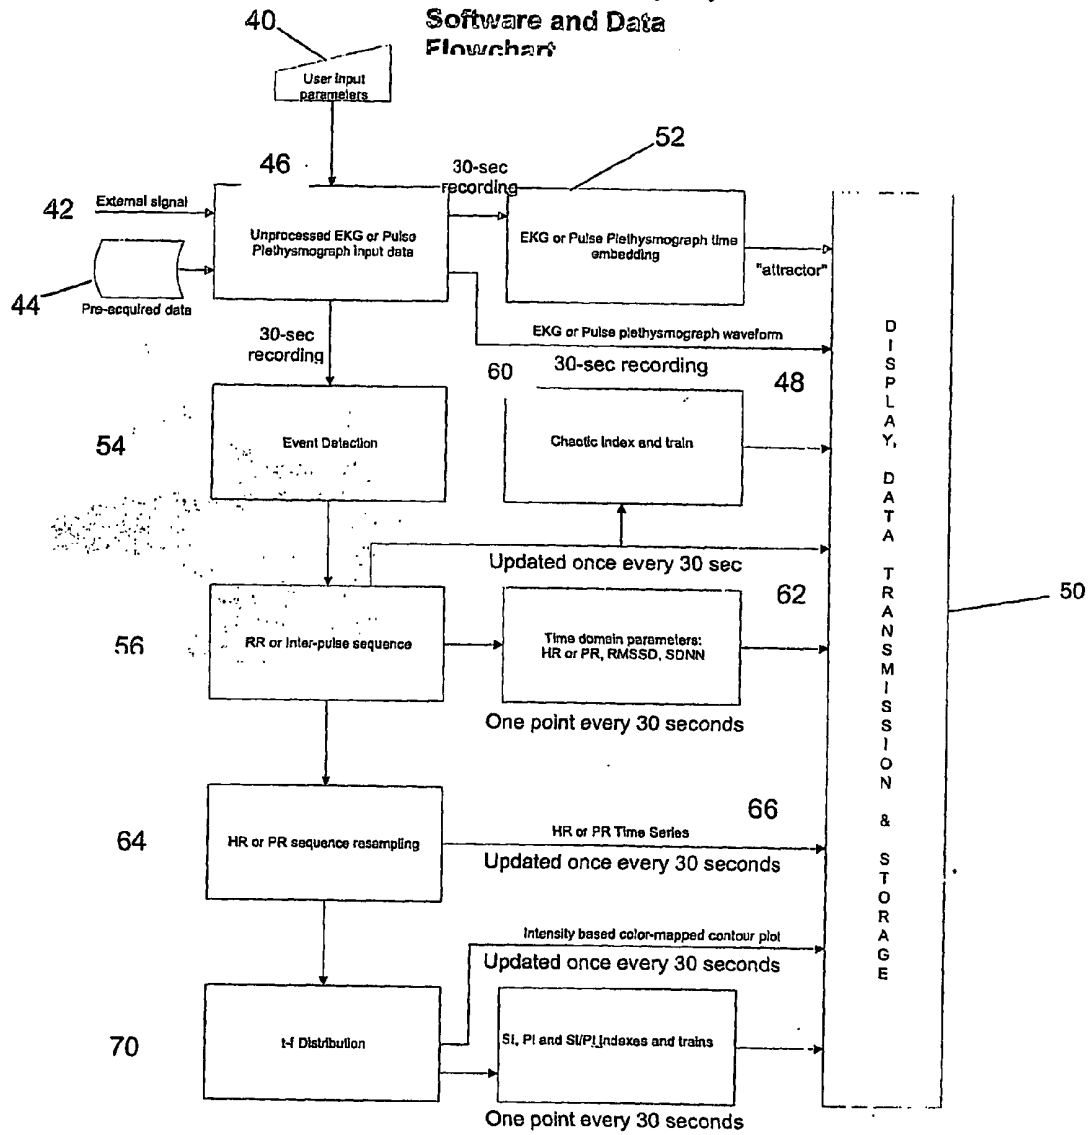 Software and Data
Flowchart
40
User input
parameters
46
52
30-sec
recording
42
External signal
Unprocessed EKG or Pulse
Plethysmograph input data
EKG or Pulse Plethysmograph time
embedding
"attractor"
44
Pre-acquired data
30-sec
recording
EKG or Pulse plethysmograph waveform
30-sec recording
60
48
54
Event Detection
Chaotic Index and train
Updated once every 30 sec
62
56
RR or Inter-pulse sequence
Time domain parameters:
HR or PR, RMSSD, SDNN
One point every 30 seconds
50
DISPLAY, DATA TRANSMISSION & STORAGE
64
HR or PR sequence resampling
66
HR or PR Time Series
Updated once every 30 seconds
Intensity based color-mapped contour plot
Updated once every 30 seconds
70
t-f Distribution
SI, PI and SI/PI Indexes and trains
One point every 30 seconds